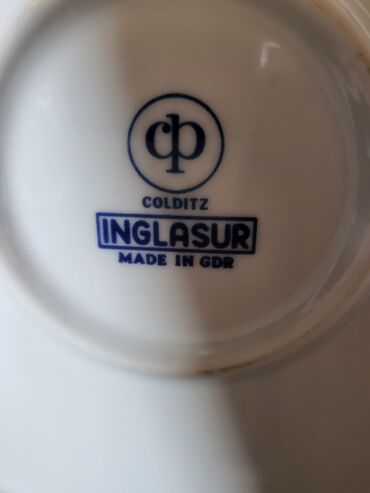 cp
COLDITZ
INGLASUR
MADE IN GDR